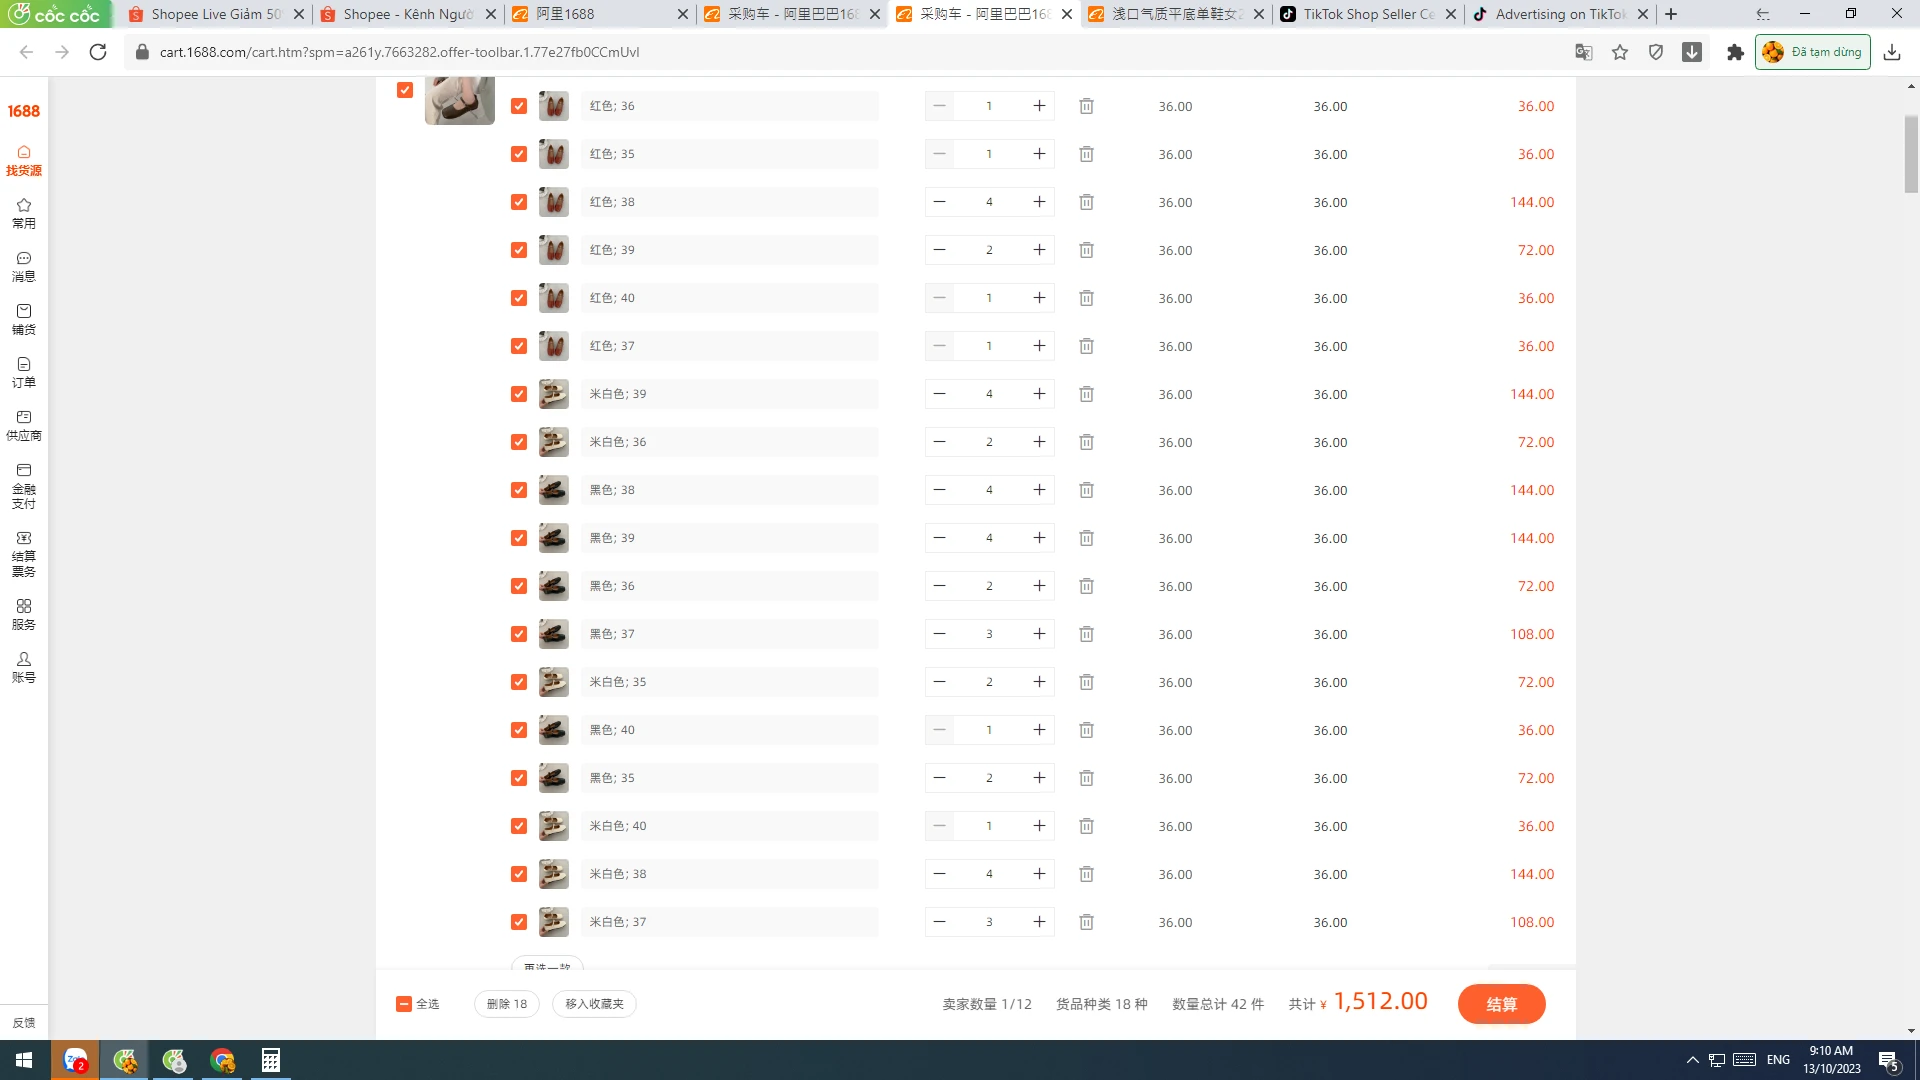 cốc cốc
Shopee Live Giảm 50
Shopee - Kênh Ngườ
阿里1688
采购车 - 阿里巴巴168
采购车 - 阿里巴巴168
浅口气质平底单鞋女2
TikTok Shop Seller Ce
Advertising on TikTok
cart.1688.com/cart.htm?spm=a261y.7663282.offer-toolbar.1.77e27fb0CCmUvI
Đã tạm dừng
1688
找货源
常用
消息
铺货
订单
供应商
金融
支付
结算
票务
服务
账号
反馈
红色; 36 1 36.00 36.00 36.00
红色; 35 1 36.00 36.00 36.00
红色; 38 4 36.00 36.00 144.00
红色; 39 2 36.00 36.00 72.00
红色; 40 1 36.00 36.00 36.00
红色; 37 1 36.00 36.00 36.00
米白色; 39 4 36.00 36.00 144.00
米白色; 36 2 36.00 36.00 72.00
黑色; 38 4 36.00 36.00 144.00
黑色; 39 4 36.00 36.00 144.00
黑色; 36 2 36.00 36.00 72.00
黑色; 37 3 36.00 36.00 108.00
米白色; 35 2 36.00 36.00 72.00
黑色; 40 1 36.00 36.00 36.00
黑色; 35 2 36.00 36.00 72.00
米白色; 40 1 36.00 36.00 36.00
米白色; 38 4 36.00 36.00 144.00
米白色; 37 3 36.00 36.00 108.00
再选一款
全选 删除 18 移入收藏夹 卖家数量 1/12 货品种类 18 种 数量总计 42 件 共计 ¥ 1,512.00 结算
Zalo 2
ENG
9:10 AM
13/10/2023
5